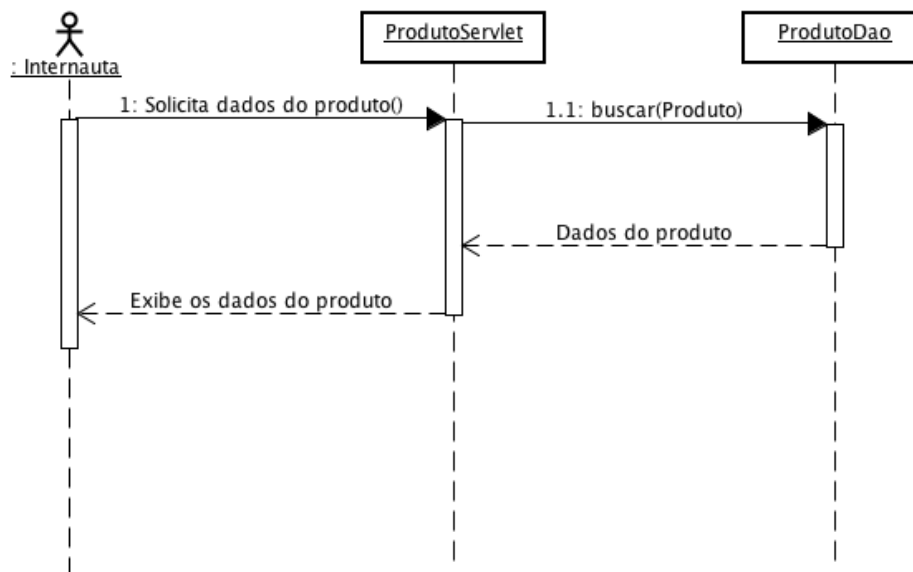 : Internauta
ProdutoServlet
ProdutoDao
1: Solicita dados do produto()
1.1: buscar(Produto)
Dados do produto
Exibe os dados do produto